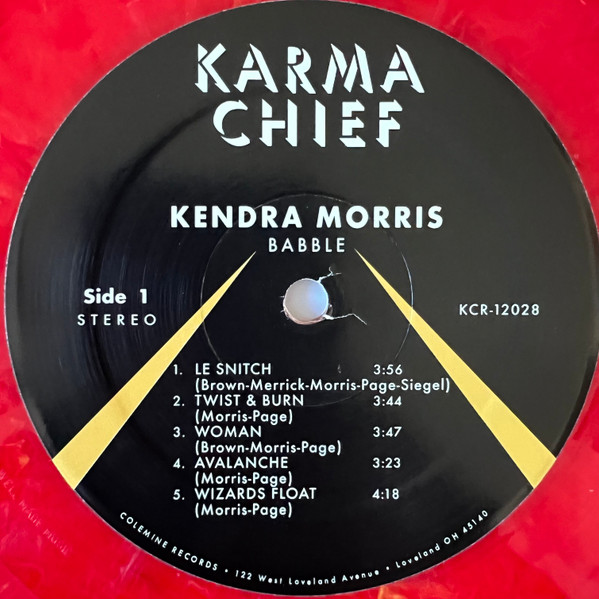 KARMA
CHIEF
KENDRA MORRIS
BABBLE
Side 1
STEREO
KCR-12028
1. LE SNITCH 3:56
(Brown-Merrick-Morris-Page-Siegel)
2. TWIST & BURN 3:44
(Morris-Page)
3. WOMAN 3:47
(Brown-Morris-Page)
4. AVALANCHE 3:23
(Morris-Page)
5. WIZARDS FLOAT 4:18
(Morris-Page)
COLEMINE RECORDS • 122 West Loveland Avenue • Loveland OH 45140